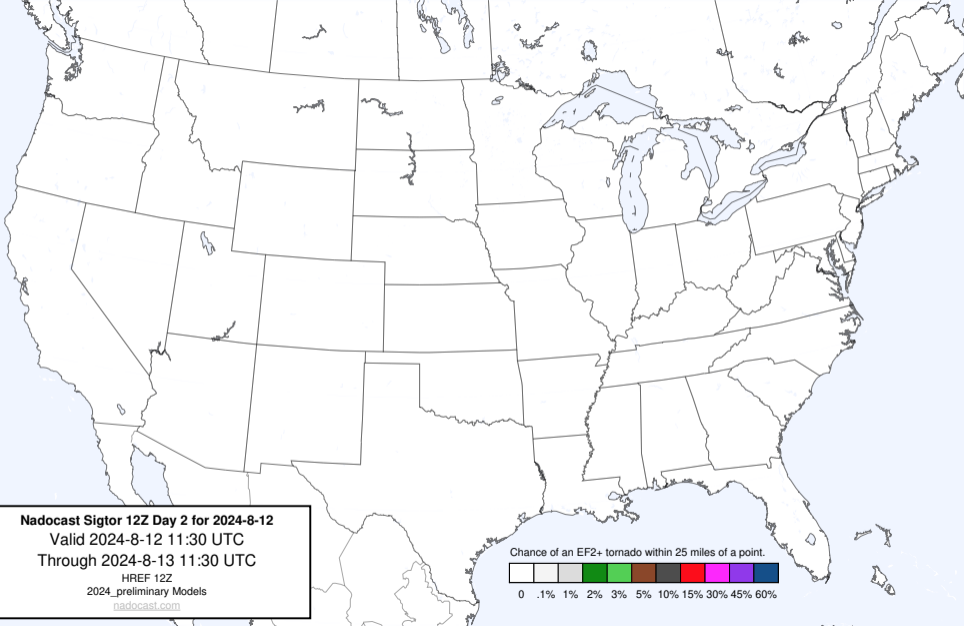 Nadocast Sigtor 12Z Day 2 for 2024-8-12
Valid 2024-8-12 11:30 UTC
Through 2024-8-13 11:30 UTC
HREF 12Z
2024_preliminary Models
nadocast.com
Chance of an EF2+ tornado within 25 miles of a point.
0 .1% 1% 2% 3% 5% 10% 15% 30% 45% 60%